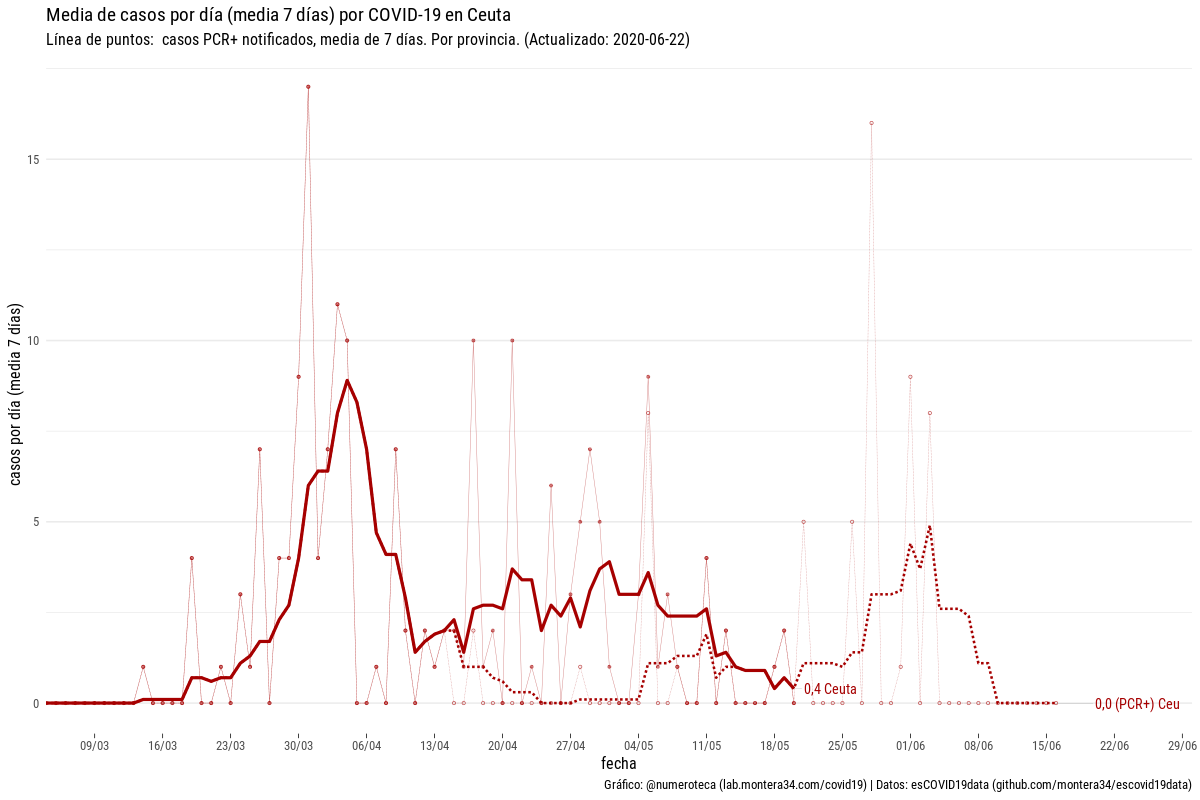 Media de casos por día (media 7 días) por COVID-19 en Ceuta
Línea de puntos:  casos PCR+ notificados, media de 7 días. Por provincia. (Actualizado: 2020-06-22)
casos por día (media 7 días)
15
10
5
0
0,4 Ceuta
0,0 (PCR+) Ceu
09/03 16/03 23/03 30/03 06/04 13/04 20/04 27/04 04/05 11/05 18/05 25/05 01/06 08/06 15/06 22/06 29/06
fecha
Gráfico: @numeroteca (lab.montera34.com/covid19) | Datos: esCOVID19data (github.com/montera34/escovid19data)